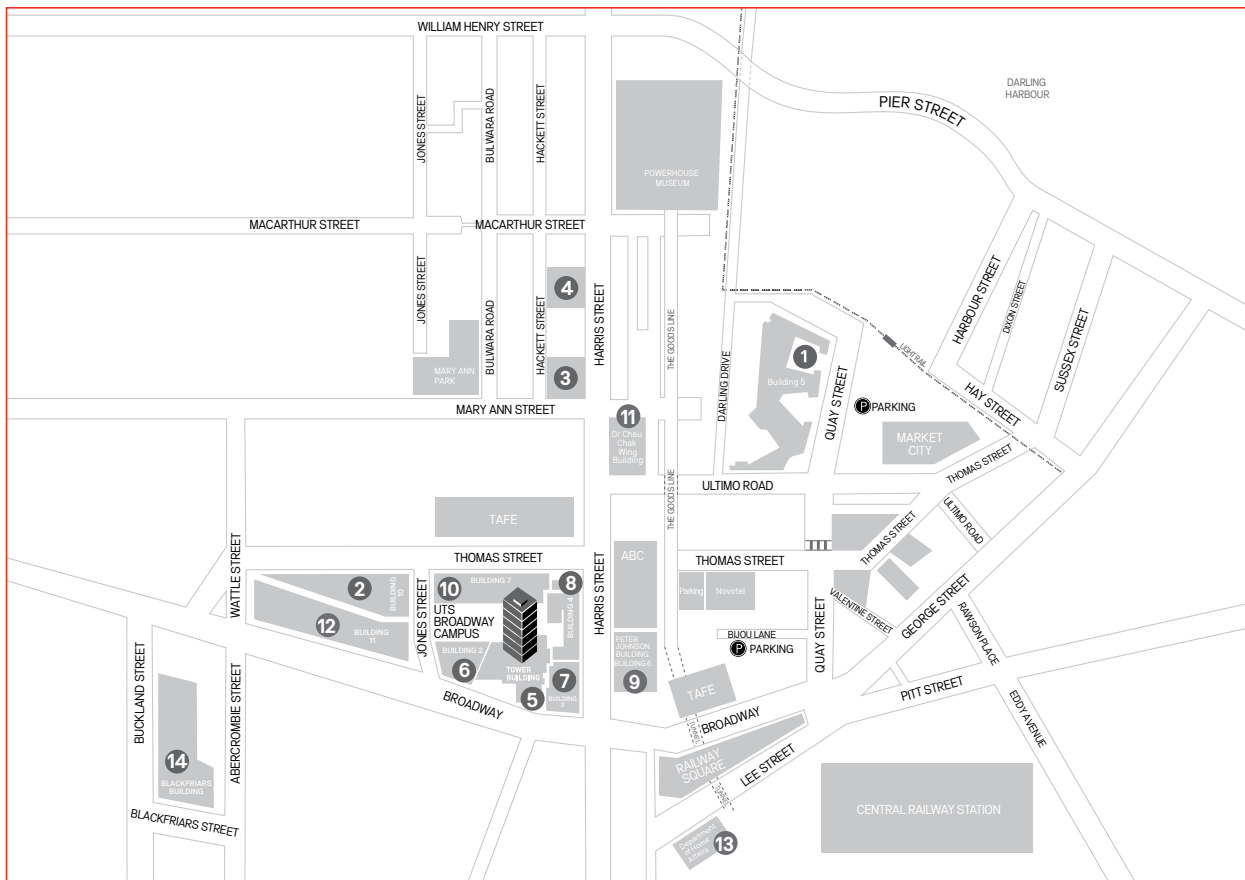 WILLIAM HENRY STREET
DARLING
HARBOUR
PIER STREET
JONES STREET
BULWARA ROAD
HACKETT STREET
POWERHOUSE
MUSEUM
MACARTHUR STREET
MACARTHUR STREET
JONES STREET
BULWARA ROAD
HACKETT STREET
4
HARRIS STREET
THE GOODS LINE
HARBOUR STREET
DIXON STREET
SUSSEX STREET
LIGHT RAIL
MARY ANN
PARK
3
DARLING DRIVE
1
Building 5
QUAY STREET
HAY STREET
P PARKING
MARY ANN STREET
11
Dr Chau
Chak
Wing
Building
MARKET
CITY
THOMAS STREET
ULTIMO ROAD
THE GOODS LINE
ULTIMO ROAD
TAFE
THOMAS STREET
WATTLE STREET
THOMAS STREET
HARRIS STREET
ABC
THOMAS STREET
2
BUILDING
10
12
BUILDING
11
JONES STREET
10
BUILDING 7
8
BUILDING 4
UTS
BROADWAY
CAMPUS
BUILDING 2
6
TOWER
BUILDING
5
7
BUILDING
3
Parking
Novotel
VALENTINE STREET
GEORGE STREET
RAWSON PLACE
BIJOU LANE
P PARKING
QUAY STREET
PETER
JOHNSON
BUILDING
BUILDING 6
9
TAFE
BROADWAY
BROADWAY
PITT STREET
EDDY AVENUE
BUCKLAND STREET
ABERCROMBIE STREET
14
BLACKFRIARS
BUILDING
BLACKFRIARS STREET
TUNNEL
RAILWAY
SQUARE
LEE STREET
TUNNEL
CENTRAL RAILWAY STATION
Department
of Home
Affairs
13